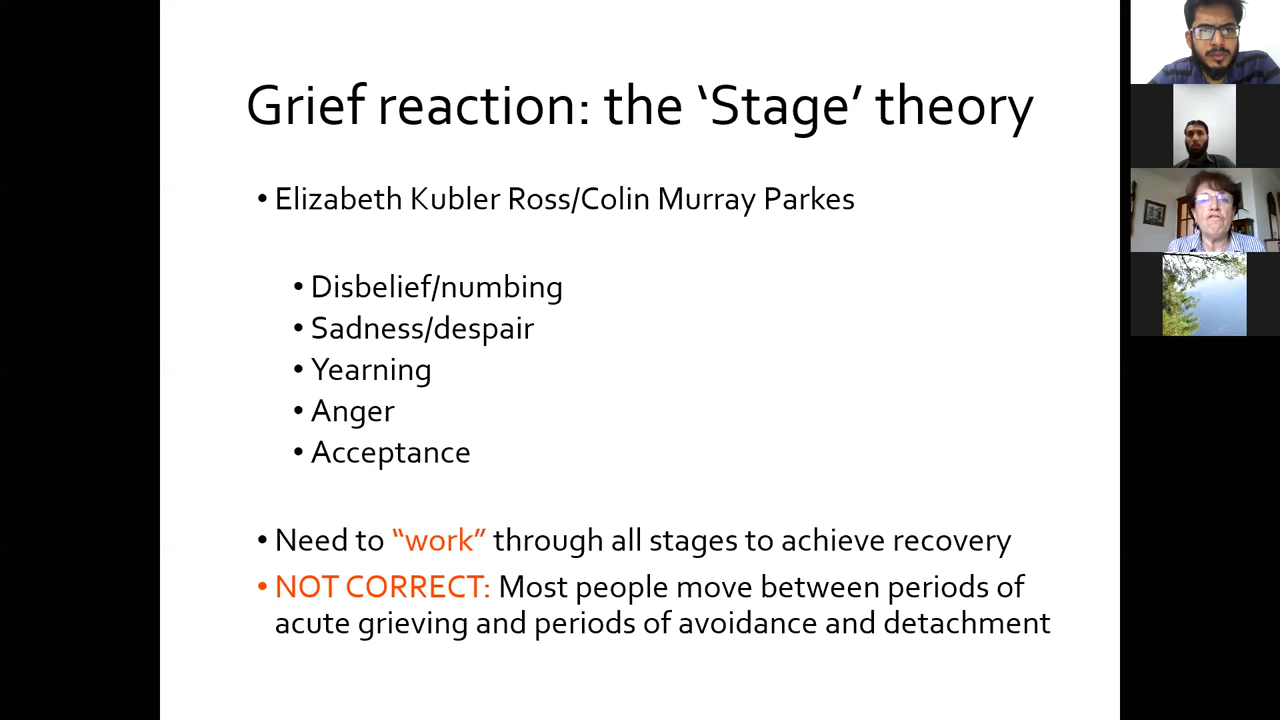 Grief reaction: the ‘Stage’ theory
• Elizabeth Kubler Ross/Colin Murray Parkes
• Disbelief/numbing
• Sadness/despair
• Yearning
• Anger
• Acceptance
• Need to “work” through all stages to achieve recovery
• NOT CORRECT: Most people move between periods of
acute grieving and periods of avoidance and detachment